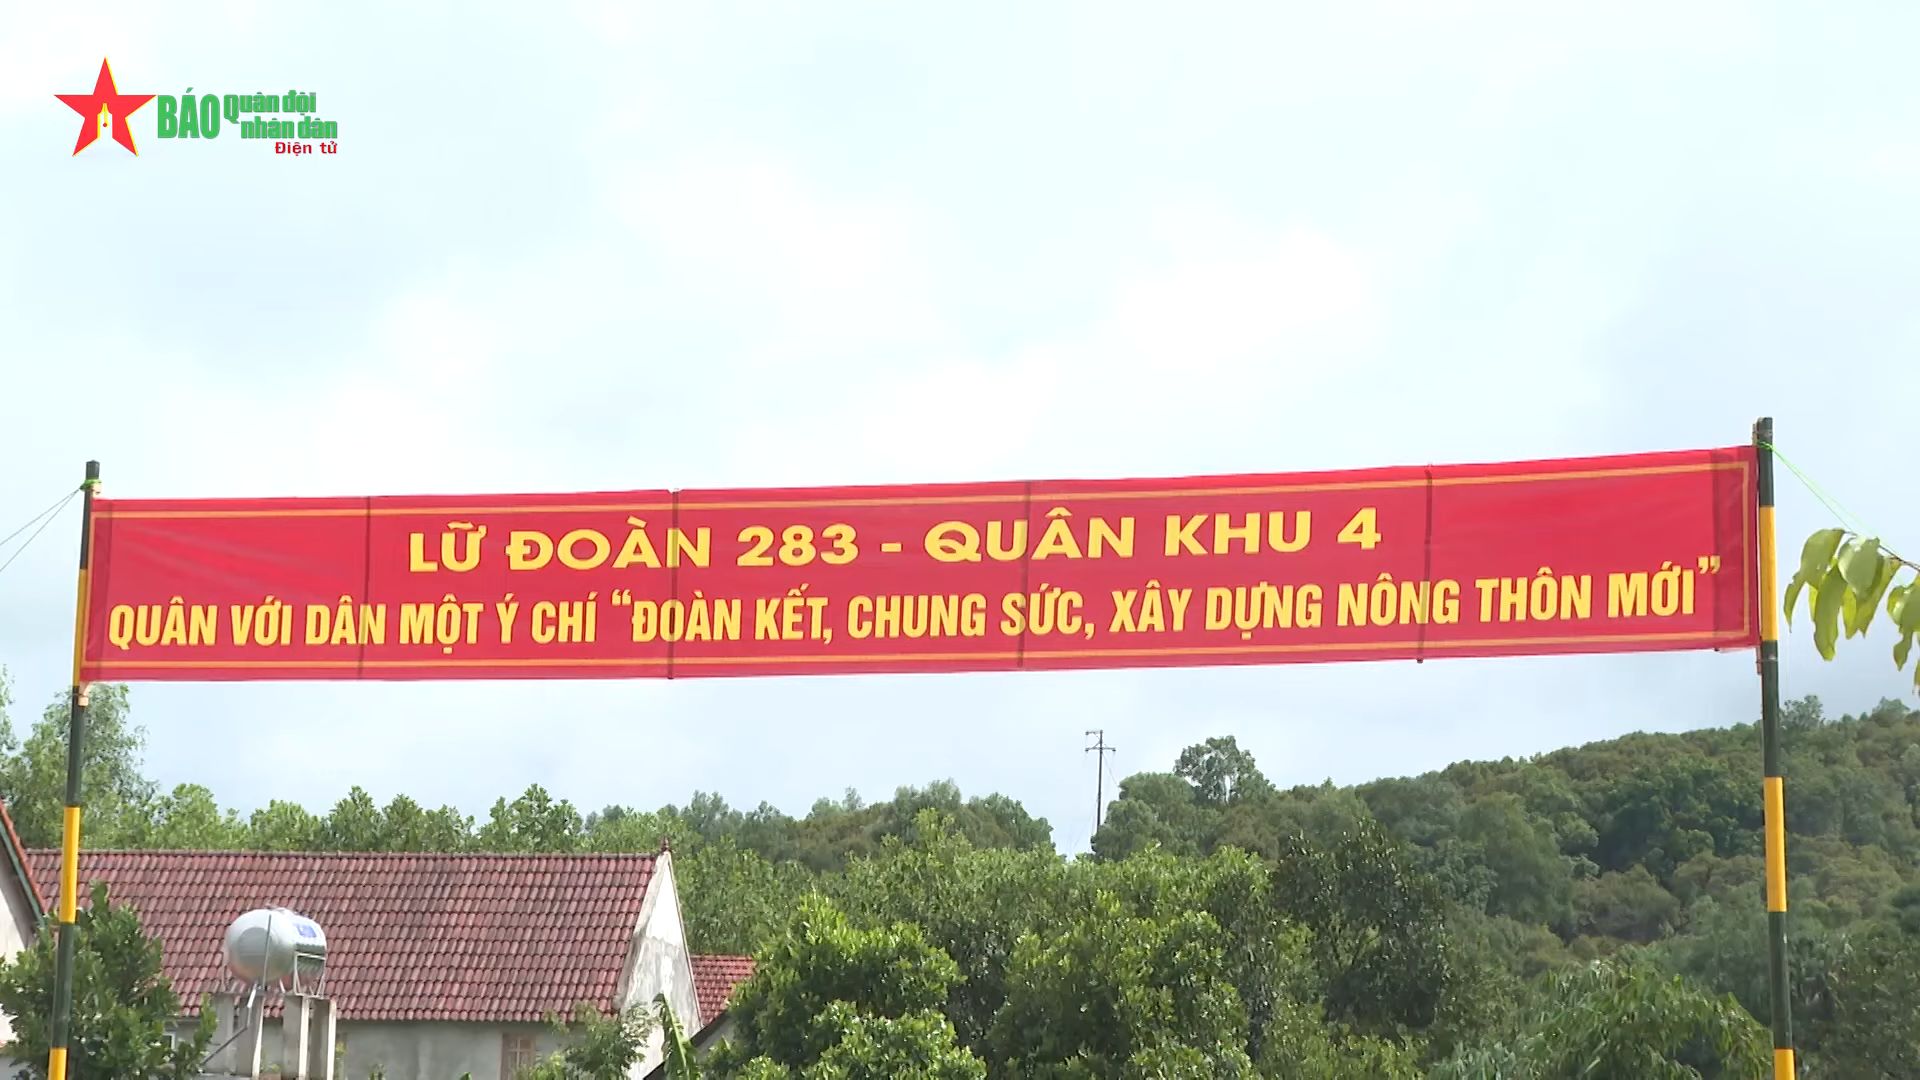 BÁO Quân đội
nhân dân
Điện tử
LỮ ĐOÀN 283 - QUÂN KHU 4
QUÂN VỚI DÂN MỘT Ý CHÍ “ĐOÀN KẾT, CHUNG SỨC, XÂY DỰNG NÔNG THÔN MỚI”